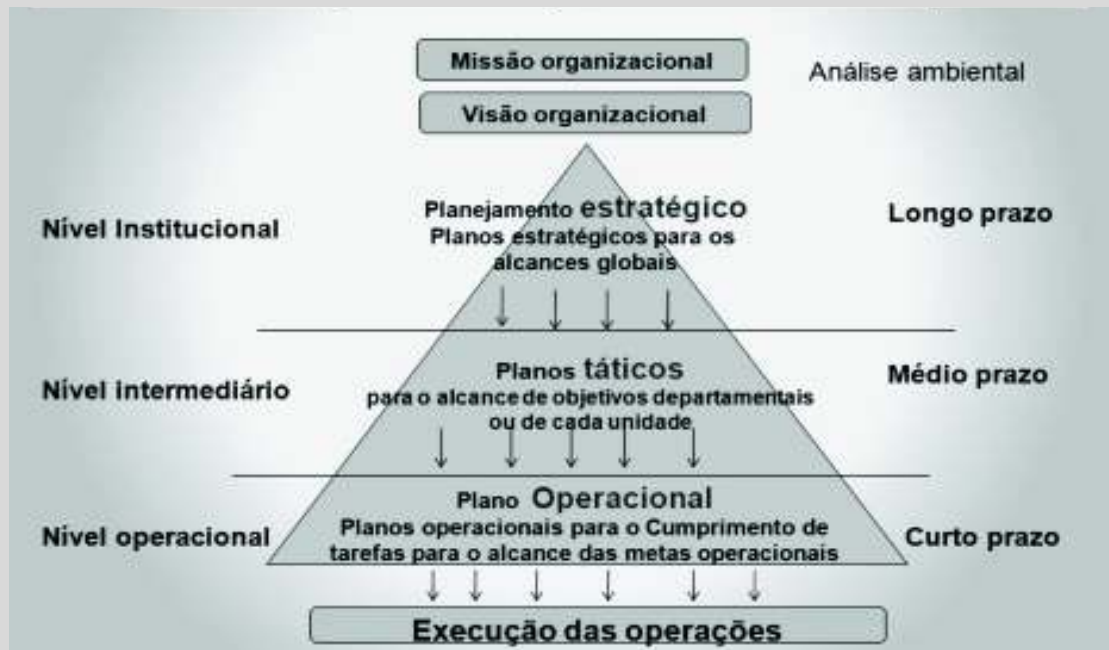 Missão organizacional
Análise ambiental
Visão organizacional
Nível Institucional
Planejamento estratégico
Planos estratégicos para os
alcances globais
Longo prazo
Nível intermediário
Planos táticos
para o alcance de objetivos departamentais
ou de cada unidade
Médio prazo
Nível operacional
Plano Operacional
Planos operacionais para o Cumprimento de
tarefas para o alcance das metas operacionais
Curto prazo
Execução das operações